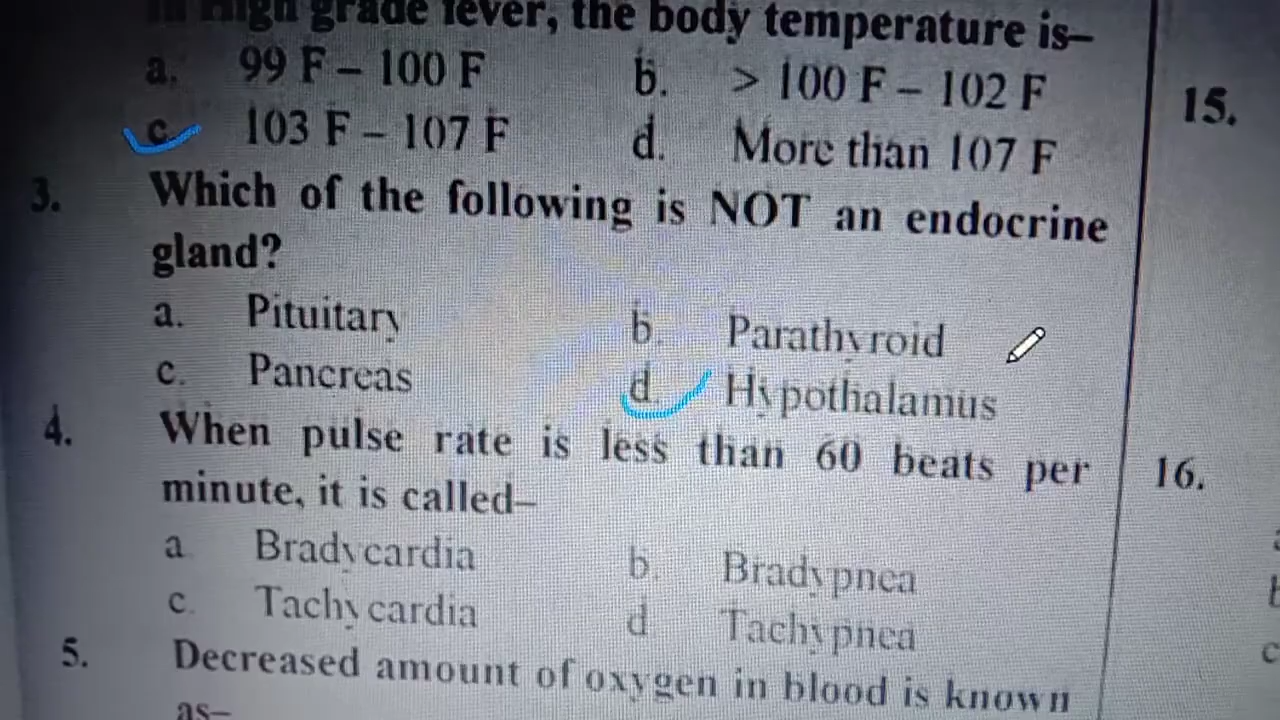 In High grade fever, the body temperature is–
a. 99 F – 100 F b. > 100 F – 102 F
c. 103 F – 107 F d. More than 107 F
3. Which of the following is NOT an endocrine
gland?
a. Pituitary b. Parathyroid
c. Pancreas d. Hypothalamus
4. When pulse rate is less than 60 beats per
minute, it is called–
a. Bradycardia b. Bradypnea
c. Tachycardia d. Tachypnea
5. Decreased amount of oxygen in blood is known
as–
15.
16.